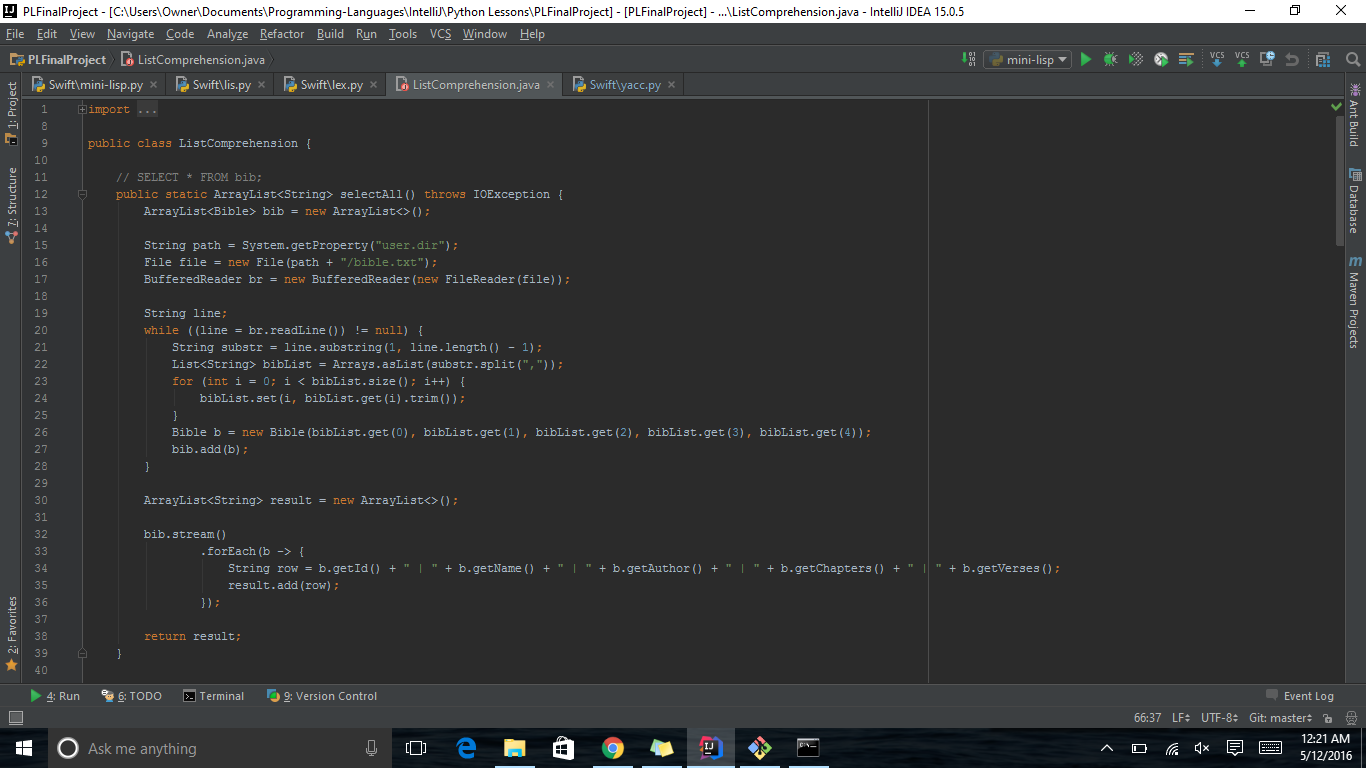 PLFinalProject - [C:\Users\Owner\Documents\Programming-Languages\IntelliJ\Python Lessons\PLFinalProject] - [PLFinalProject] - ...\ListComprehension.java - IntelliJ IDEA 15.0.5
File Edit View Navigate Code Analyze Refactor Build Run Tools VCS Window Help
PLFinalProject ListComprehension.java mini-lisp VCS VCS
Swift\mini-lisp.py Swift\lis.py Swift\lex.py ListComprehension.java Swift\yacc.py
1: Project
7: Structure
2: Favorites
1 import ...
8
9 public class ListComprehension {
10
11 // SELECT * FROM bib;
12 public static ArrayList<String> selectAll() throws IOException {
13 ArrayList<Bible> bib = new ArrayList<>();
14
15 String path = System.getProperty("user.dir");
16 File file = new File(path + "/bible.txt");
17 BufferedReader br = new BufferedReader(new FileReader(file));
18
19 String line;
20 while ((line = br.readLine()) != null) {
21 String substr = line.substring(1, line.length() - 1);
22 List<String> bibList = Arrays.asList(substr.split(","));
23 for (int i = 0; i < bibList.size(); i++) {
24 bibList.set(i, bibList.get(i).trim());
25 }
26 Bible b = new Bible(bibList.get(0), bibList.get(1), bibList.get(2), bibList.get(3), bibList.get(4));
27 bib.add(b);
28 }
29
30 ArrayList<String> result = new ArrayList<>();
31
32 bib.stream()
33 .forEach(b -> {
34 String row = b.getId() + " | " + b.getName() + " | " + b.getAuthor() + " | " + b.getChapters() + " | " + b.getVerses();
35 result.add(row);
36 });
37
38 return result;
39 }
40
Ant Build
Database
Maven Projects
4: Run 6: TODO Terminal 9: Version Control Event Log
66:37 LF UTF-8 Git: master
Ask me anything
12:21 AM
5/12/2016